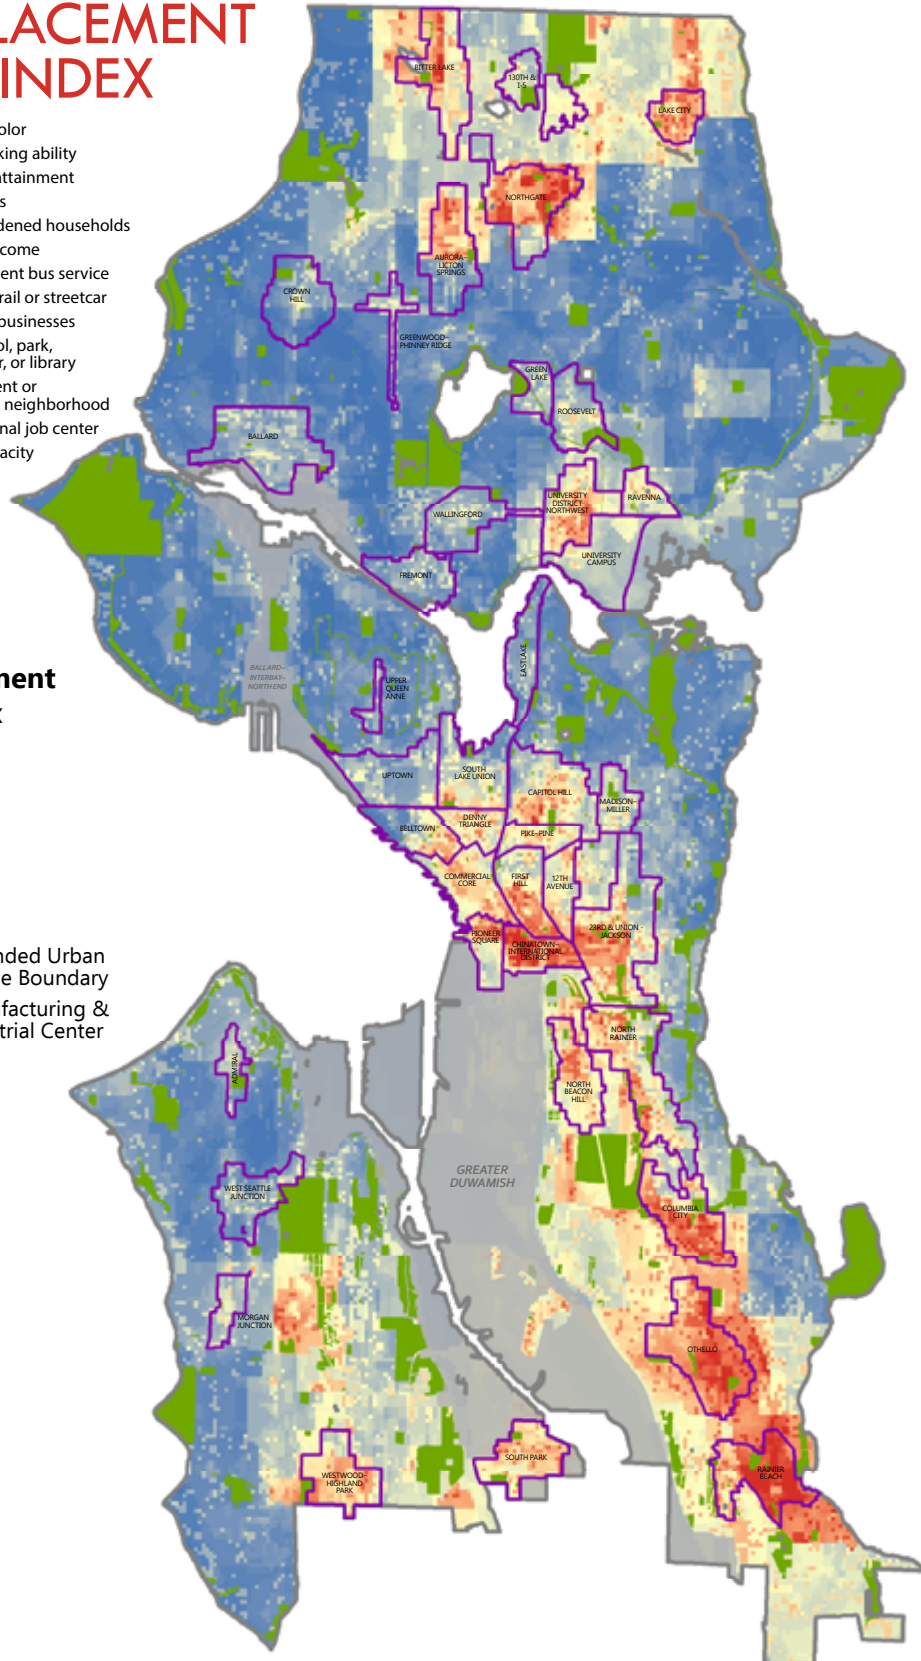 LACEMENT
INDEX
olor
king ability
attainment
s
dened households
come
ent bus service
rail or streetcar
businesses
ol, park,
r, or library
ent or
neighborhood
nal job center
acity
BITTER LAKE
130TH &
I-5
LAKE CITY
NORTHGATE
AURORA–
LICTON
SPRINGS
CROWN
HILL
GREENWOOD–
PHINNEY RIDGE
GREEN
LAKE
ROOSEVELT
BALLARD
UNIVERSITY
DISTRICT
NORTHWEST
RAVENNA
WALLINGFORD
UNIVERSITY
CAMPUS
FREMONT
EASTLAKE
BALLARD–
INTERBAY–
NORTHEND
UPPER
QUEEN
ANNE
nent
x
UPTOWN
SOUTH
LAKE UNION
CAPITOL HILL
MADISON–
MILLER
BELLTOWN
DENNY
TRIANGLE
PIKE–PINE
COMMERCIAL
CORE
FIRST
HILL
12TH
AVENUE
PIONEER
SQUARE
CHINATOWN–
INTERNATIONAL
DISTRICT
23RD & UNION -
JACKSON
nded Urban
e Boundary
facturing &
trial Center
NORTH
RAINIER
ADMIRAL
NORTH
BEACON
HILL
GREATER
DUWAMISH
WEST SEATTLE
JUNCTION
COLUMBIA
CITY
MORGAN
JUNCTION
OTHELLO
SOUTH PARK
WESTWOOD–
HIGHLAND
PARK
RAINIER
BEACH